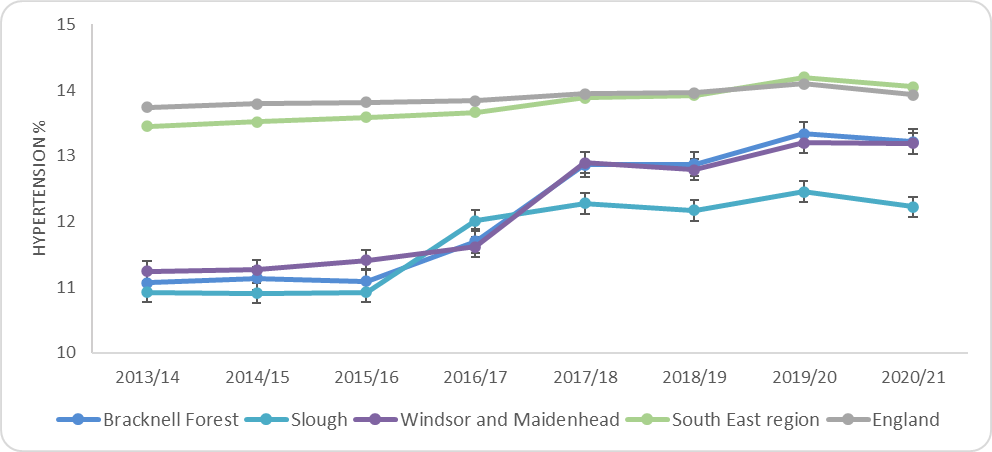 15
14
13
12
11
10
HYPERTENSION %
2013/14 2014/15 2015/16 2016/17 2017/18 2018/19 2019/20 2020/21
Bracknell Forest Slough Windsor and Maidenhead South East region England